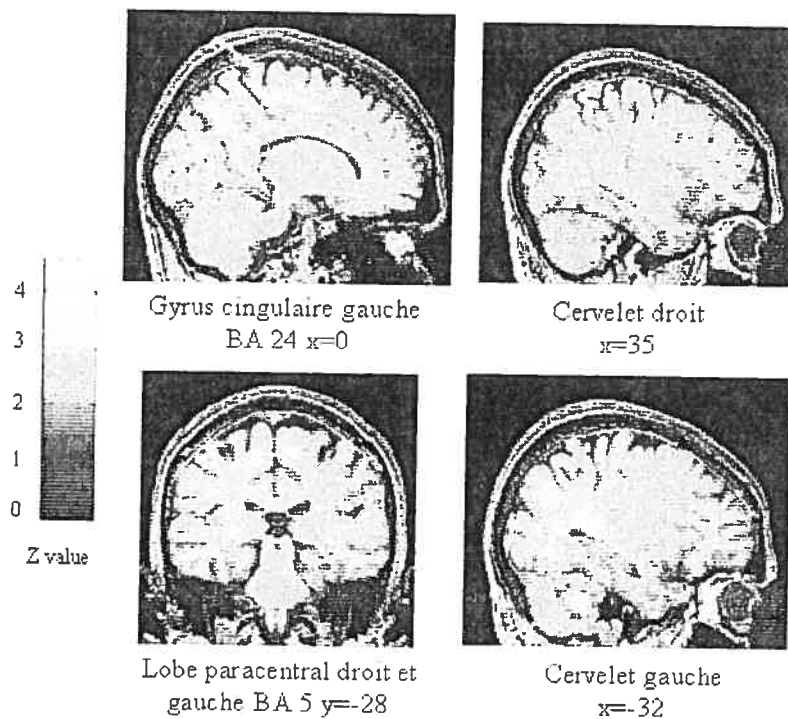 Gyrus cingulaire gauche
BA 24 x=0
Cervelet droit
x=35
4
3
2
1
0
Z value
Lobe paracentral droit et
gauche BA 5 y=-28
Cervelet gauche
x=-32